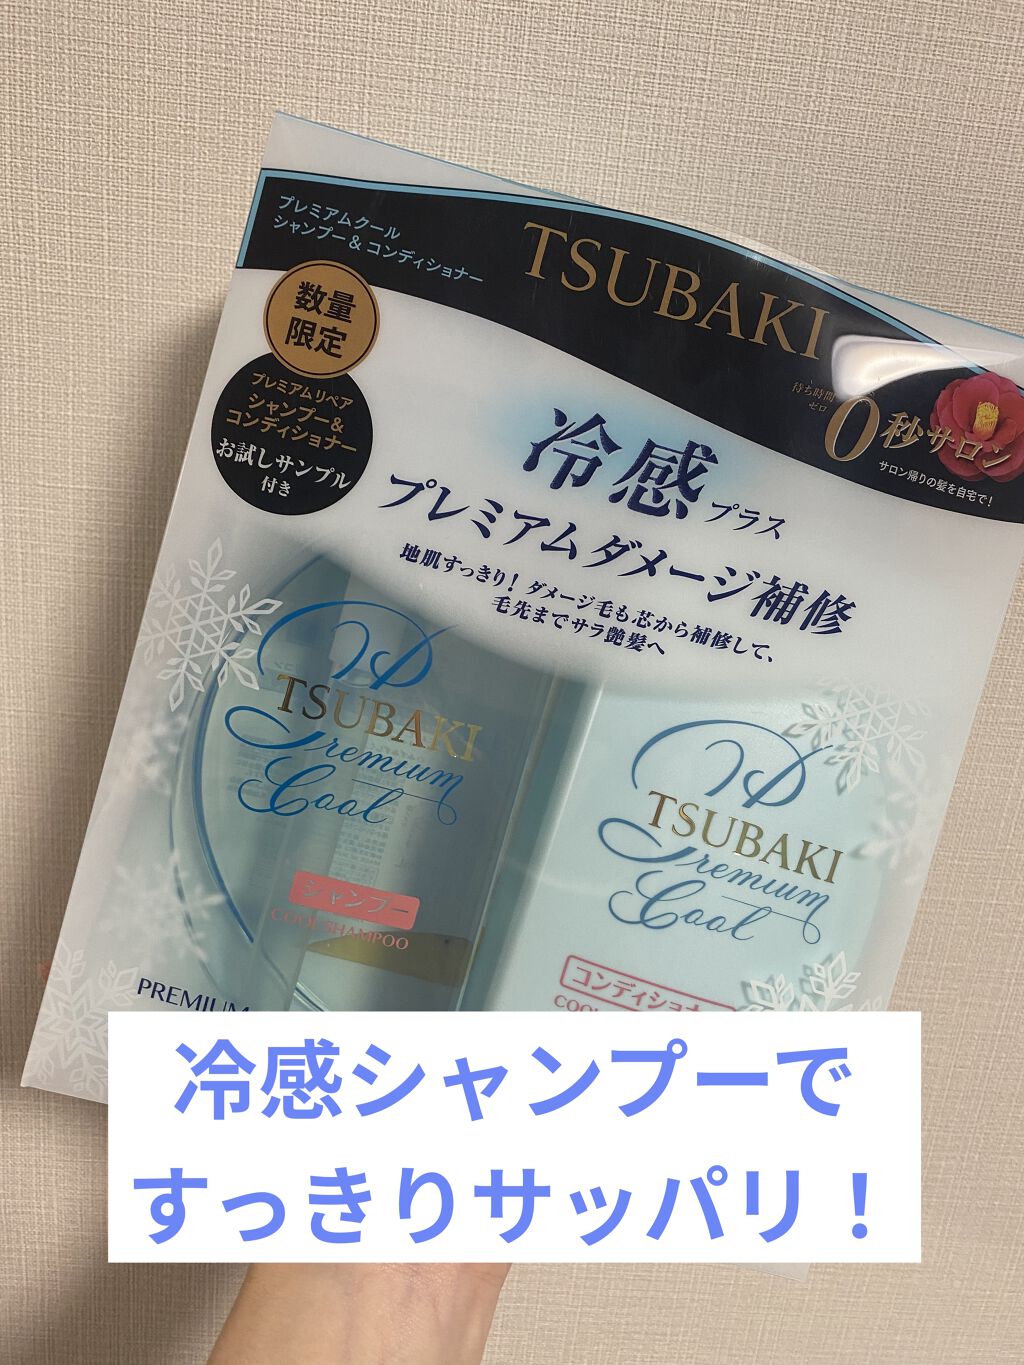 プレミアムクール
シャンプー&コンディショナー
TSUBAKI
数量
限定
プレミアムリペア
シャンプー&
コンディショナー
お試しサンプル
付き
待ち時間
ゼロ
0秒サロン
サロン帰りの髪を自宅で!
冷感プラス
プレミアムダメージ補修
地肌すっきり! ダメージ毛も芯から補修して、
毛先までサラ艶髪へ
TSUBAKI
Premium
Cool
シャンプー
COOL SHAMPOO
TSUBAKI
Premium
Cool
コンディショナー
PREMIUM
冷感シャンプーで
すっきりサッパリ!